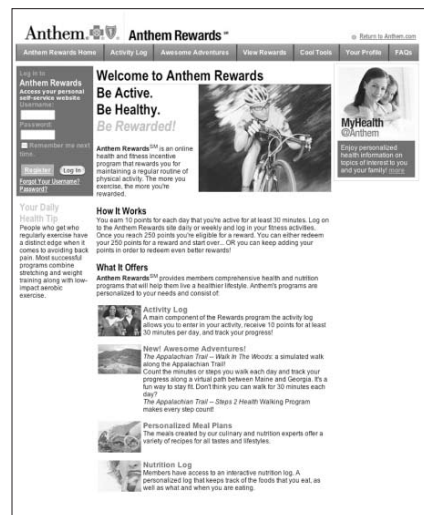 Anthem Anthem Rewards SM
Return to Anthem.com
Anthem Rewards Home Activity Log Awesome Adventures View Rewards Cool Tools Your Profile FAQs
Log in to
Anthem Rewards
Access your personal
self-service website
Username:
Password:
Remember me next
time.
Register Log In
Forgot Your Username?
Password?
Your Daily
Health Tip
People who get who
regularly exercise have
a distinct edge when it
comes to avoiding back
pain. Most successful
programs combine
stretching and weight
training along with low-
impact aerobic
exercise.
Welcome to Anthem Rewards
Be Active.
Be Healthy.
Be Rewarded!
Anthem Rewards℠ is an online
health and fitness incentive
program that rewards you for
maintaining a regular routine of
physical activity. The more you
exercise, the more you're
rewarded.
MyHealth
@Anthem
Enjoy personalized
health information on
topics of interest to you
and your family! more
How It Works
You earn 10 points for each day that you're active for at least 30 minutes. Log on
to the Anthem Rewards site daily or weekly and log in your fitness activities.
Once you reach 250 points you're eligible for a reward. You can either redeem
your 250 points for a reward and start over... OR you can keep adding your
points in order to redeem even better rewards!
What It Offers
Anthem Rewards℠ provides members comprehensive health and nutrition
programs that will help them live a healthier lifestyle. Anthem's programs are
personalized to your needs and consist of:
Activity Log
A main component of the Rewards program the activity log
allows you to enter in your activity, receive 10 points for at least
30 minutes per day, and track your progress!
New! Awesome Adventures!
The Appalachian Trail – Walk In The Woods: a simulated walk
along the Appalachian Trail!
Count the minutes or steps you walk each day and track your
progress along a virtual path between Maine and Georgia. It's a
fun way to stay fit. Don't think you can walk for 30 minutes each
day?
The Appalachian Trail – Steps 2 Health Walking Program
makes every step count!
Personalized Meal Plans
The meals created by our culinary and nutrition experts offer a
variety of recipes for all tastes and lifestyles.
Nutrition Log
Members have access to an interactive nutrition log. A
personalized log that keeps track of the foods that you eat, as
well as what and when you are eating.